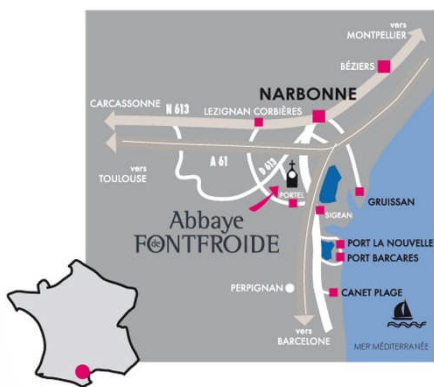 vers
MONTPELLIER
BÉZIERS
NARBONNE
N 613
CARCASSONNE
LEZIGNAN CORBIÈRES
A 61
D 613
vers
TOULOUSE
PORTEL
GRUISSAN
SIGEAN
Abbaye
de
FONTFROIDE
PORT LA NOUVELLE
PORT BARCARES
PERPIGNAN
CANET PLAGE
vers
BARCELONE
MER MÉDITERRANÉE